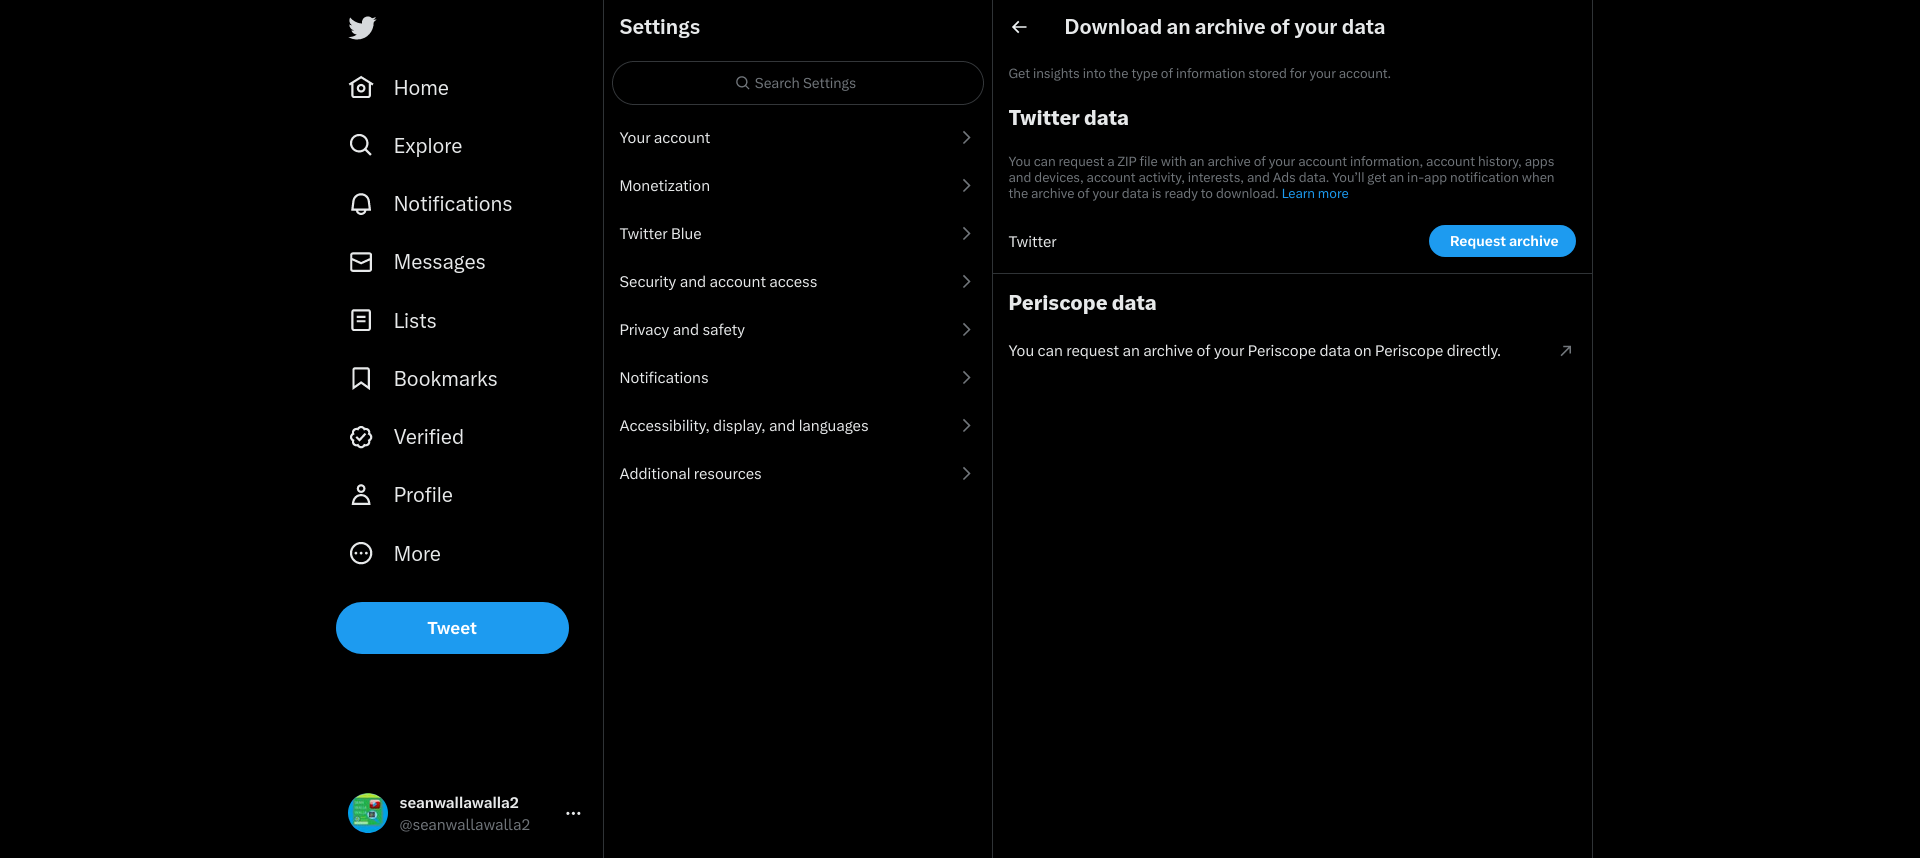 Home
Explore
Notifications
Messages
Lists
Bookmarks
Verified
Profile
More
Tweet
seanwallawalla2
@seanwallawalla2
Settings
Search Settings
Your account
Monetization
Twitter Blue
Security and account access
Privacy and safety
Notifications
Accessibility, display, and languages
Additional resources
Download an archive of your data
Get insights into the type of information stored for your account.
Twitter data
You can request a ZIP file with an archive of your account information, account history, apps
and devices, account activity, interests, and Ads data. You’ll get an in-app notification when
the archive of your data is ready to download. Learn more
Twitter
Request archive
Periscope data
You can request an archive of your Periscope data on Periscope directly.